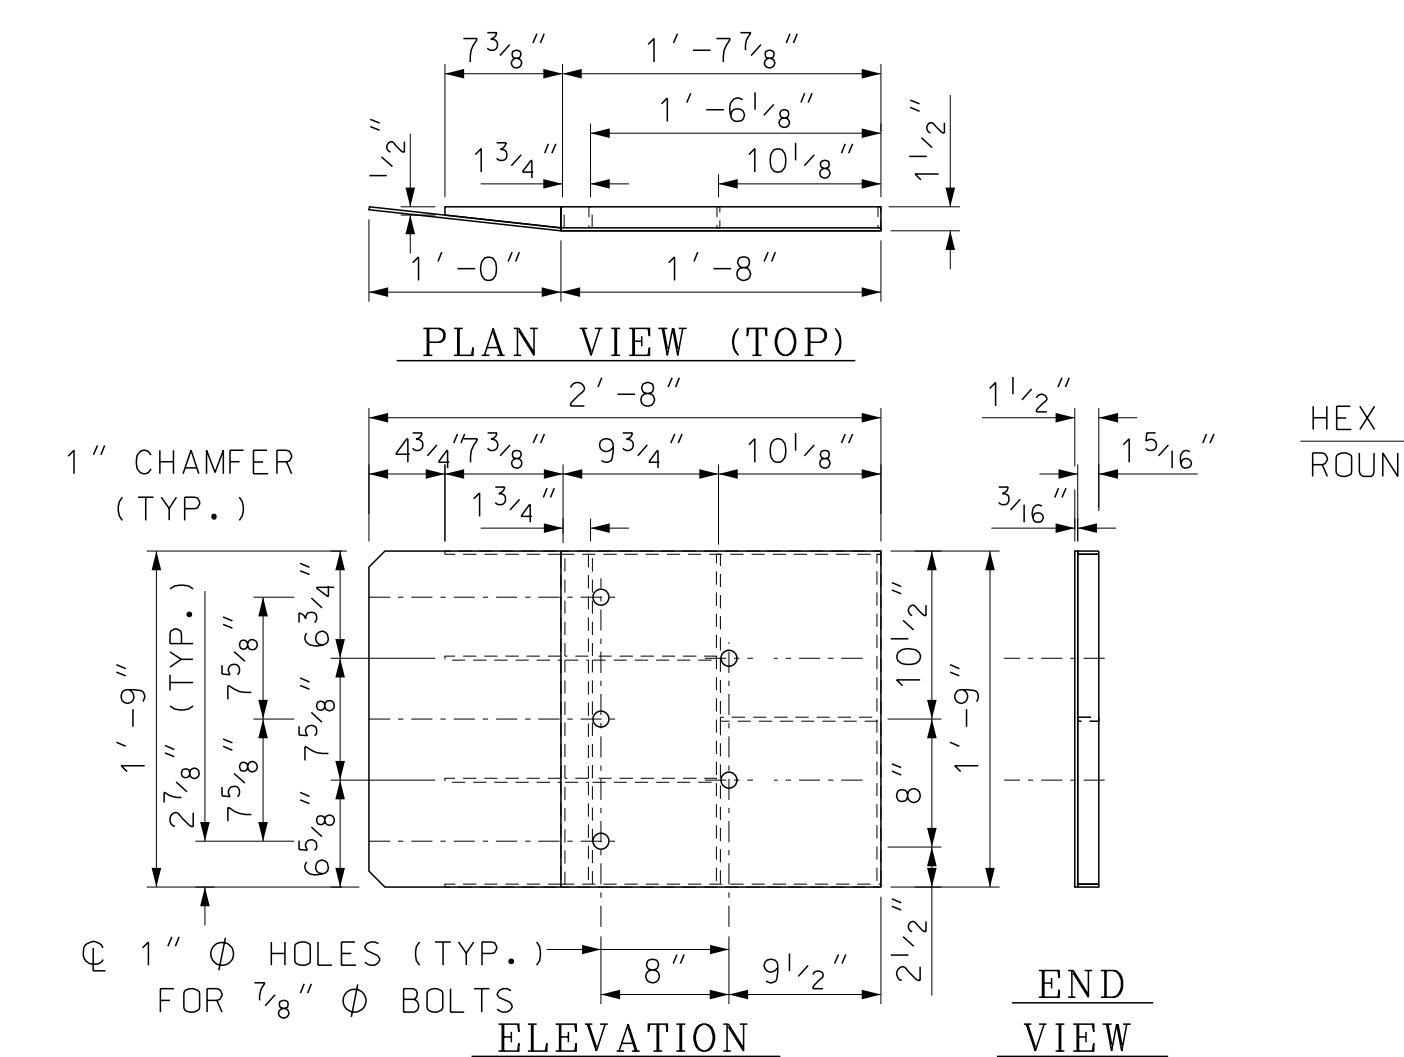 7 3/8" 1'-7 7/8"
1'-6 1/8"
1/2" 1 3/4" 10 1/8" 1 1/2"
1'-0" 1'-8"
PLAN VIEW (TOP)
2'-8" 1 1/2"
4 3/4" 7 3/8" 9 3/4" 10 1/8" 1 5/16"
1 3/4" 3/16"
1" CHAMFER
(TYP.)
HEX
ROUN
1'-9"
2 7/8" (TYP.)
7 5/8"
7 5/8"
6 3/4"
7 5/8"
6 5/8"
10 1/2"
8"
2 1/2"
1'-9"
℄ 1" Ø HOLES (TYP.)
FOR 7/8" Ø BOLTS
8" 9 1/2"
ELEVATION
END
VIEW